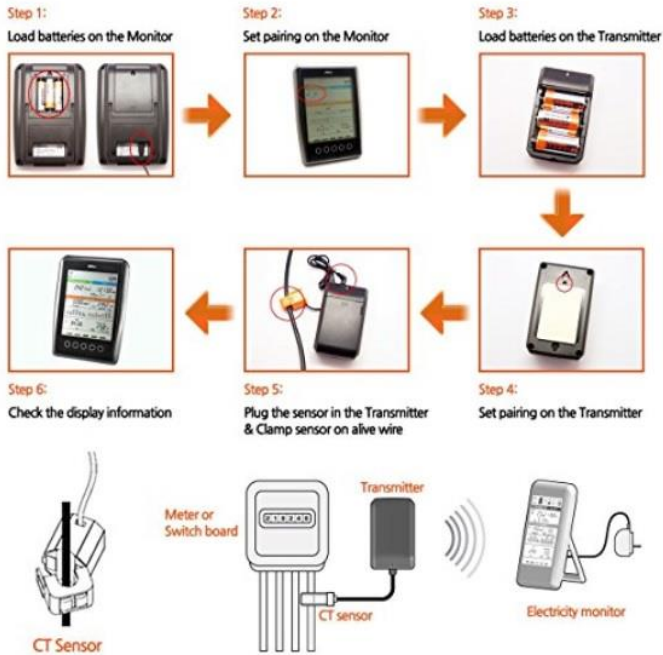 Step 1:
Load batteries on the Monitor
Step 2:
Set pairing on the Monitor
Step 3:
Load batteries on the Transmitter
Step 6:
Check the display information
Step 5:
Plug the sensor in the Transmitter
& Clamp sensor on alive wire
Step 4:
Set pairing on the Transmitter
Meter or
Switch board
Transmitter
CT sensor
Electricity monitor
CT Sensor